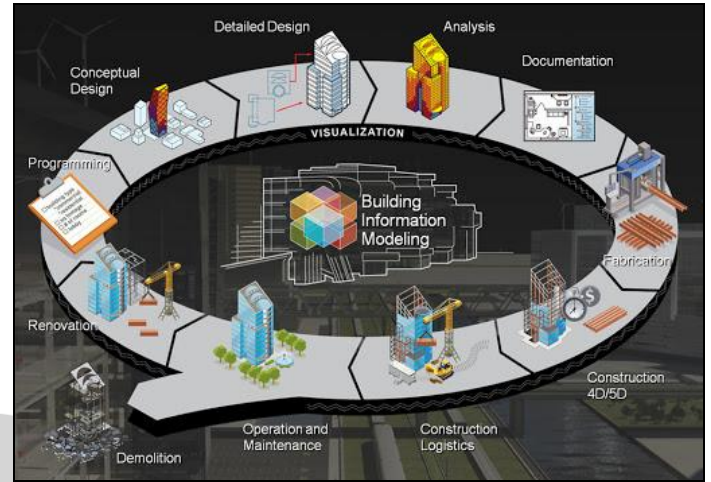 Detailed Design
Analysis
Documentation
Conceptual
Design
VISUALIZATION
Programming
Building
Information
Modeling
Fabrication
Renovation
Construction
4D/5D
Operation and
Maintenance
Construction
Logistics
Demolition